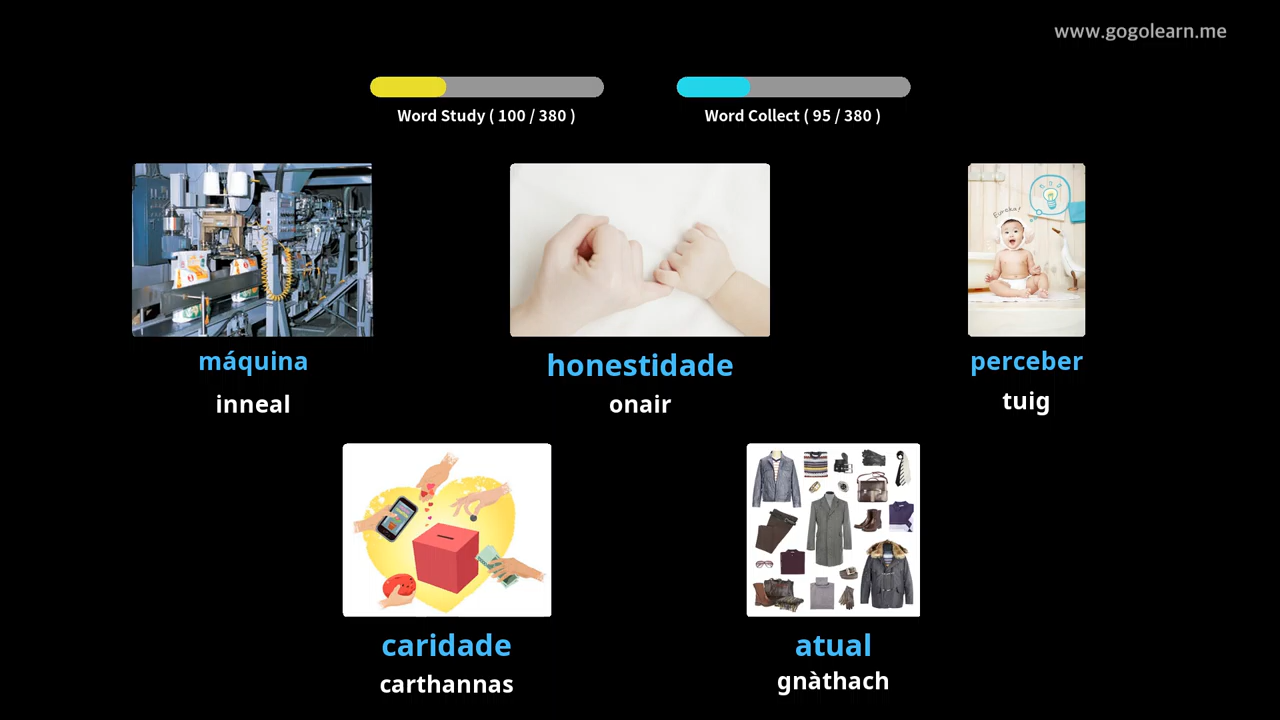 www.gogolearn.me
Word Study ( 100 / 380 )
Word Collect ( 95 / 380 )
Eureka!
máquina
inneal
honestidade
onair
perceber
tuig
caridade
carthannas
atual
gnàthach